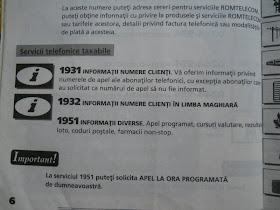 La aceste numere puteţi adresa cereri pentru serviciile ROMTELECOM,
puteţi obţine informaţii cu privire la produsele şi serviciile ROMTELECOM,
tarifele acestora, detalii privind factura telefonică sau modalitatea
de plată a acesteia.
Servicii telefonice taxabile
1931 INFORMAŢII NUMERE CLIENŢI. Vă oferim informaţii privind
numerele de apel ale abonaţilor telefonici, cu excepţia abonaţilor care
au solicitat ca numărul de apel să nu fie informat.
1932 INFORMAŢII NUMERE CLIENŢI ÎN LIMBA MAGHIARĂ
1951 INFORMAŢII DIVERSE. Apel programat, cursuri valutare,
loto, coduri poştale, farmacii non-stop.
Important!
La serviciul 1951 puteţi solicita APEL LA ORA PROGRAMATĂ
de dumneavoastră.
6